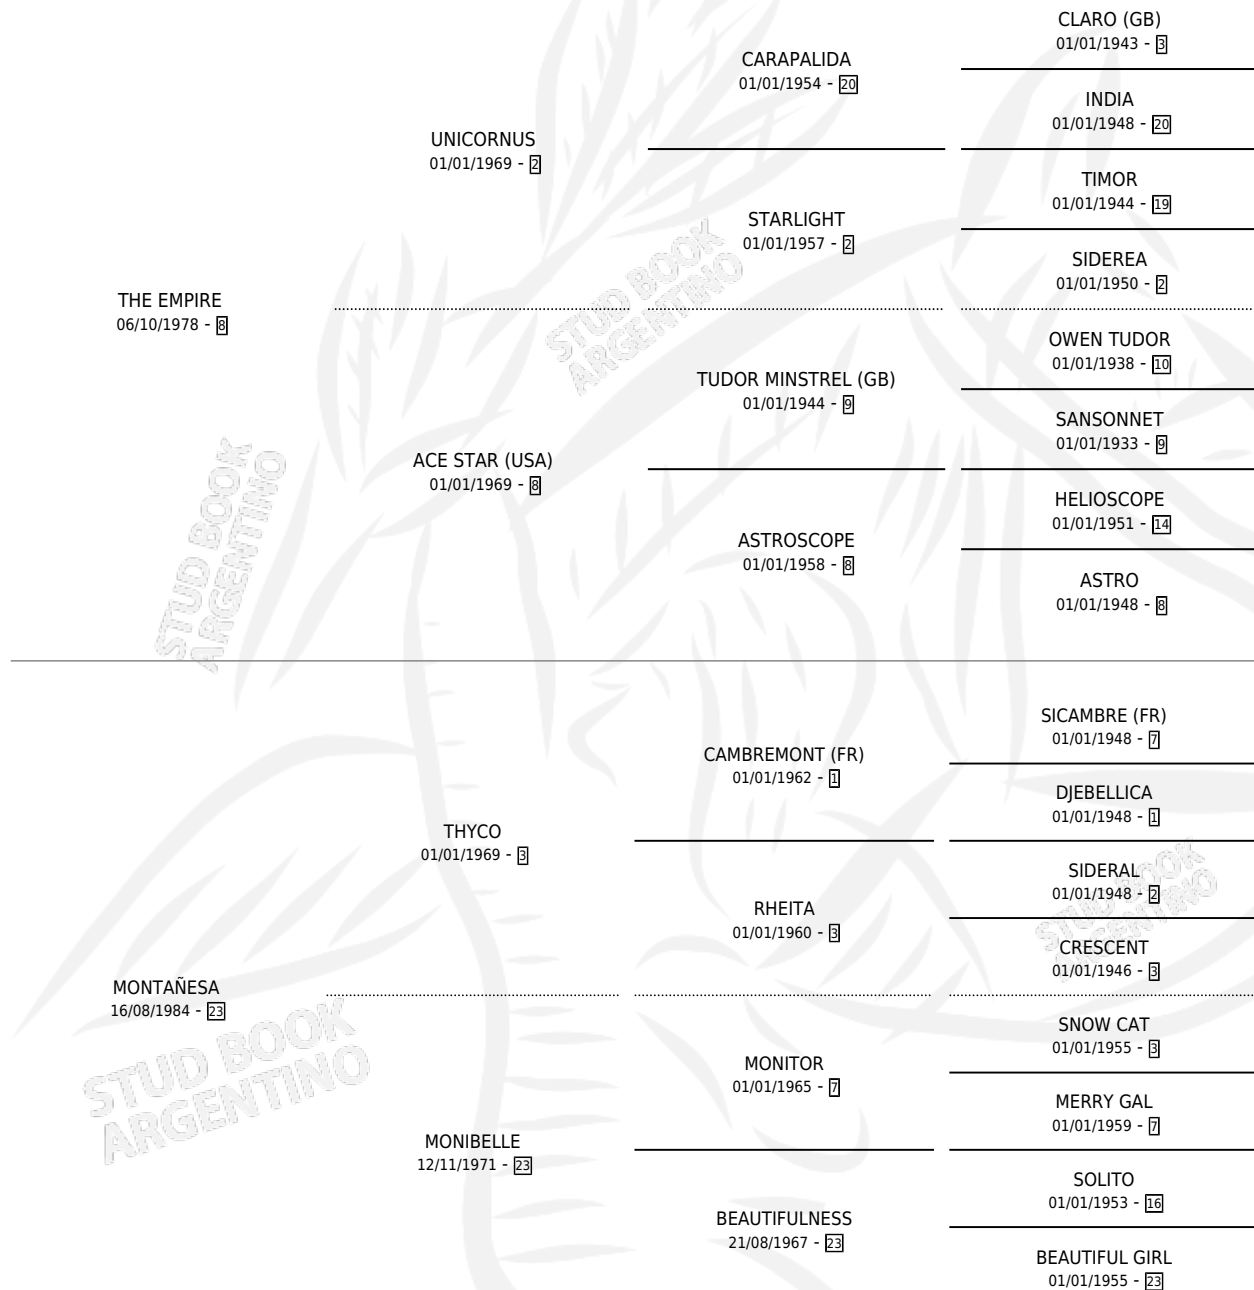 CLARO (GB)
01/01/1943 - 3
CARAPALIDA
01/01/1954 - 20
INDIA
01/01/1948 - 20
UNICORNUS
01/01/1969 - 2
TIMOR
01/01/1944 - 19
STARLIGHT
01/01/1957 - 2
SIDEREA
01/01/1950 - 2
THE EMPIRE
06/10/1978 - 8
OWEN TUDOR
01/01/1938 - 10
TUDOR MINSTREL (GB)
01/01/1944 - 9
SANSONNET
01/01/1933 - 9
ACE STAR (USA)
01/01/1969 - 8
HELIOSCOPE
01/01/1951 - 14
ASTROSCOPE
01/01/1958 - 8
ASTRO
01/01/1948 - 8
SICAMBRE (FR)
01/01/1948 - 7
CAMBREMONT (FR)
01/01/1962 - 1
DJEBELLICA
01/01/1948 - 1
THYCO
01/01/1969 - 3
SIDERAL
01/01/1948 - 2
RHEITA
01/01/1960 - 3
CRESCENT
01/01/1946 - 3
MONTAÑESA
16/08/1984 - 23
SNOW CAT
01/01/1955 - 3
MONITOR
01/01/1965 - 7
MERRY GAL
01/01/1959 - 7
MONIBELLE
12/11/1971 - 23
SOLITO
01/01/1953 - 16
BEAUTIFULNESS
21/08/1967 - 23
BEAUTIFUL GIRL
01/01/1955 - 23
STUD BOOK
ARGENTINO
STUD BOOK
ARGENTINO
STUD BOOK
ARGENTINO
STUD BOOK
ARGENTINO